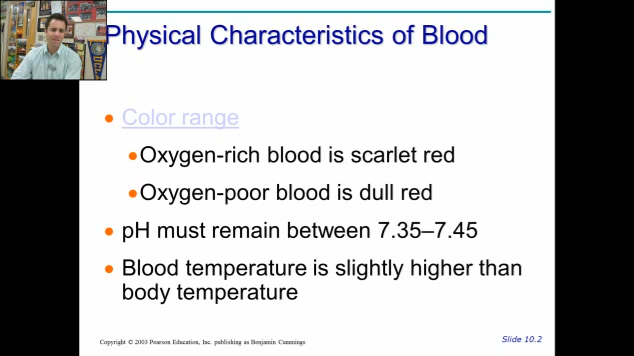 Physical Characteristics of Blood
UCLA
• Color range
•Oxygen-rich blood is scarlet red
•Oxygen-poor blood is dull red
• pH must remain between 7.35–7.45
• Blood temperature is slightly higher than
body temperature
Copyright © 2003 Pearson Education, Inc. publishing as Benjamin Cummings
Slide 10.2